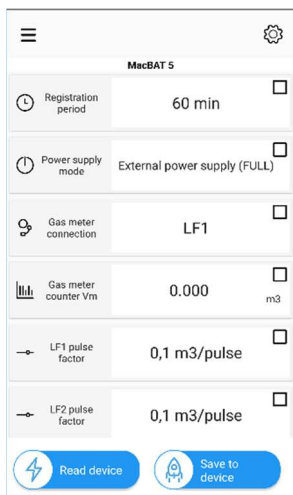 MacBAT 5
Registration
period
60 min
Power supply
mode
External power supply (FULL)
Gas meter
connection
LF1
Gas meter
counter Vm
0.000
m3
LF1 pulse
factor
0,1 m3/pulse
LF2 pulse
factor
0,1 m3/pulse
Read device
Save to
device